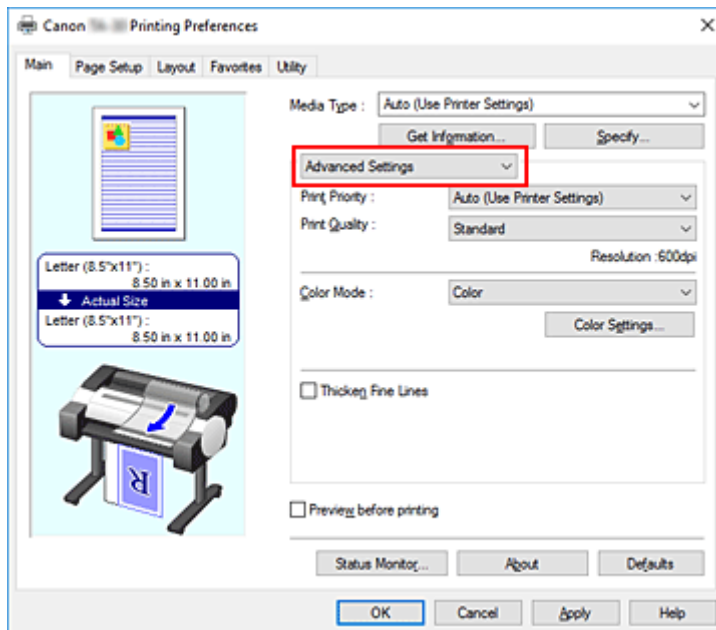 Canon Printing Preferences
Main Page Setup Layout Favorites Utility
Media Type : Auto (Use Printer Settings)
Get Information... Specify...
Advanced Settings
Print Priority : Auto (Use Printer Settings)
Print Quality : Standard
Resolution :600dpi
Letter (8.5"x11") :
8.50 in x 11.00 in
Actual Size
Letter (8.5"x11") :
8.50 in x 11.00 in
Color Mode : Color
Color Settings...
Thicken Fine Lines
R
Preview before printing
Status Monitor... About Defaults
OK Cancel Apply Help